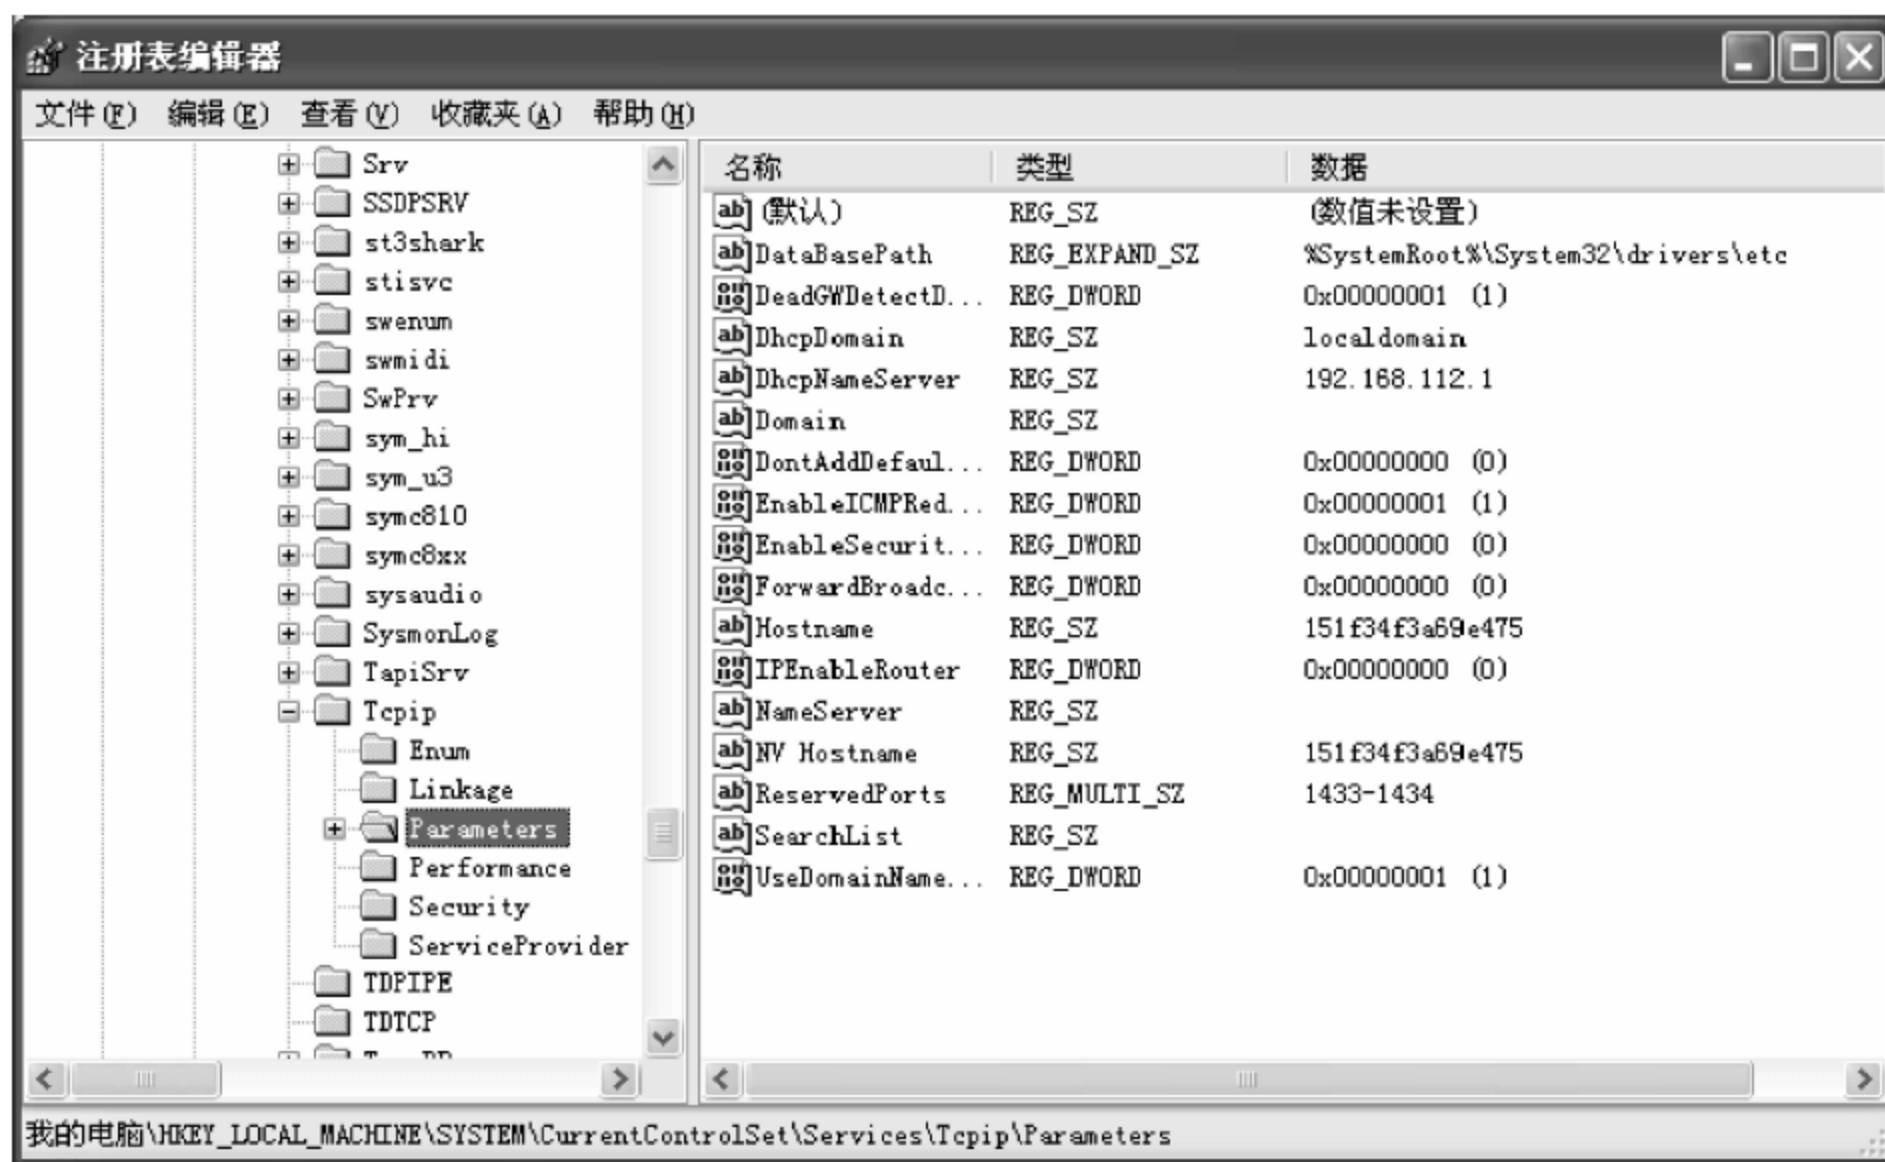 注册表编辑器
文件(F) 编辑(E) 查看(V) 收藏夹(A) 帮助(H)
Srv
SSDPSRV
st3shark
stisvc
swenum
swmidi
SwPrv
sym_hi
sym_u3
symc810
symc8xx
sysaudio
SysmonLog
TapiSrv
Tcpip
Enum
Linkage
Parameters
Performance
Security
ServiceProvider
TDPIPE
TDTCP
名称 类型 数据
(默认) REG_SZ (数值未设置)
DataBasePath REG_EXPAND_SZ %SystemRoot%\System32\drivers\etc
DeadGWDetectD... REG_DWORD 0x00000001 (1)
DhcpDomain REG_SZ localdomain
DhcpNameServer REG_SZ 192.168.112.1
Domain REG_SZ
DontAddDefaul... REG_DWORD 0x00000000 (0)
EnableICMPRed... REG_DWORD 0x00000001 (1)
EnableSecurit... REG_DWORD 0x00000000 (0)
ForwardBroadc... REG_DWORD 0x00000000 (0)
Hostname REG_SZ 151f34f3a69e475
IPEnableRouter REG_DWORD 0x00000000 (0)
NameServer REG_SZ
NV Hostname REG_SZ 151f34f3a69e475
ReservedPorts REG_MULTI_SZ 1433-1434
SearchList REG_SZ
UseDomainName... REG_DWORD 0x00000001 (1)
我的电脑\HKEY_LOCAL_MACHINE\SYSTEM\CurrentControlSet\Services\Tcpip\Parameters